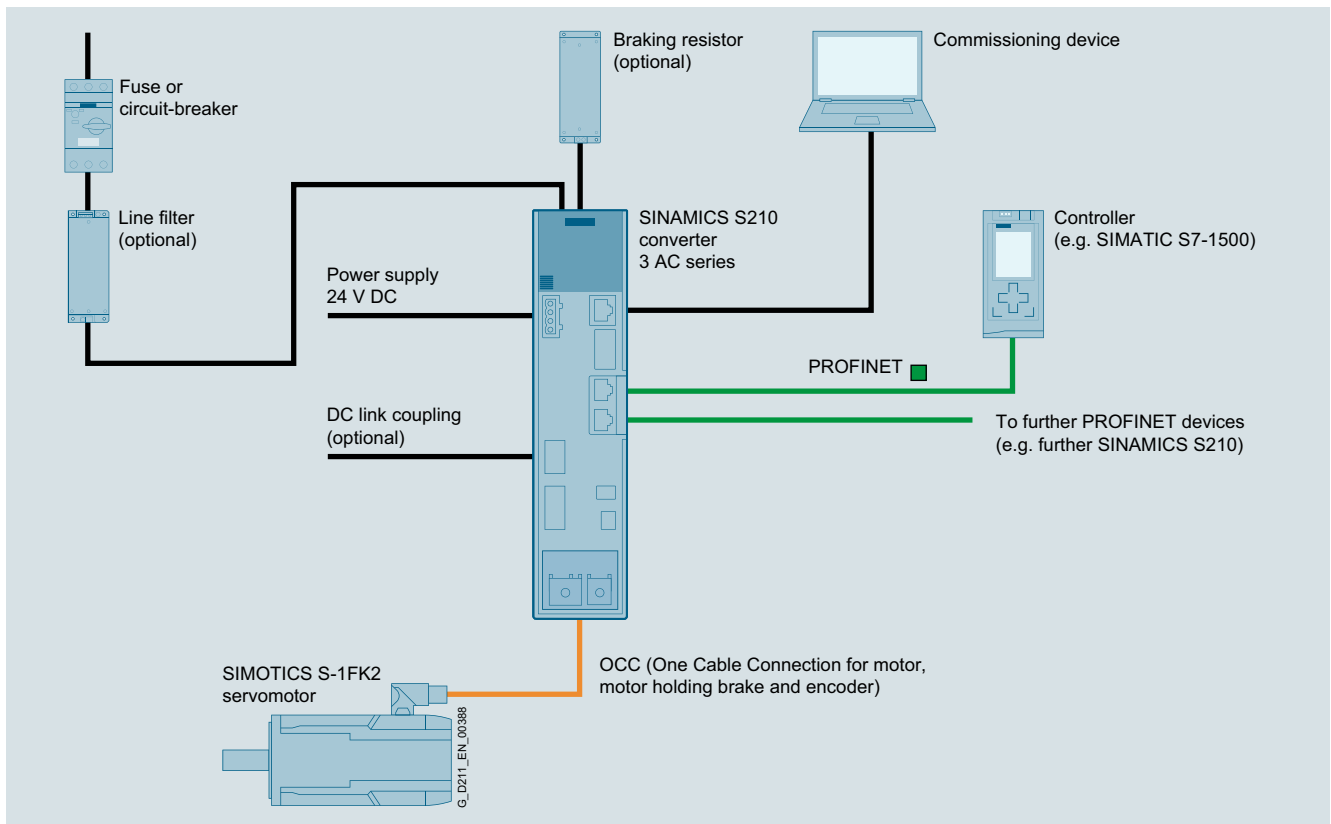 Braking resistor
(optional)
Commissioning device
Fuse or
circuit-breaker
Line filter
(optional)
SINAMICS S210
converter
3 AC series
Controller
(e.g. SIMATIC S7-1500)
Power supply
24 V DC
PROFINET
DC link coupling
(optional)
To further PROFINET devices
(e.g. further SINAMICS S210)
SIMOTICS S-1FK2
servomotor
OCC (One Cable Connection for motor,
motor holding brake and encoder)
G_D211_EN_00388